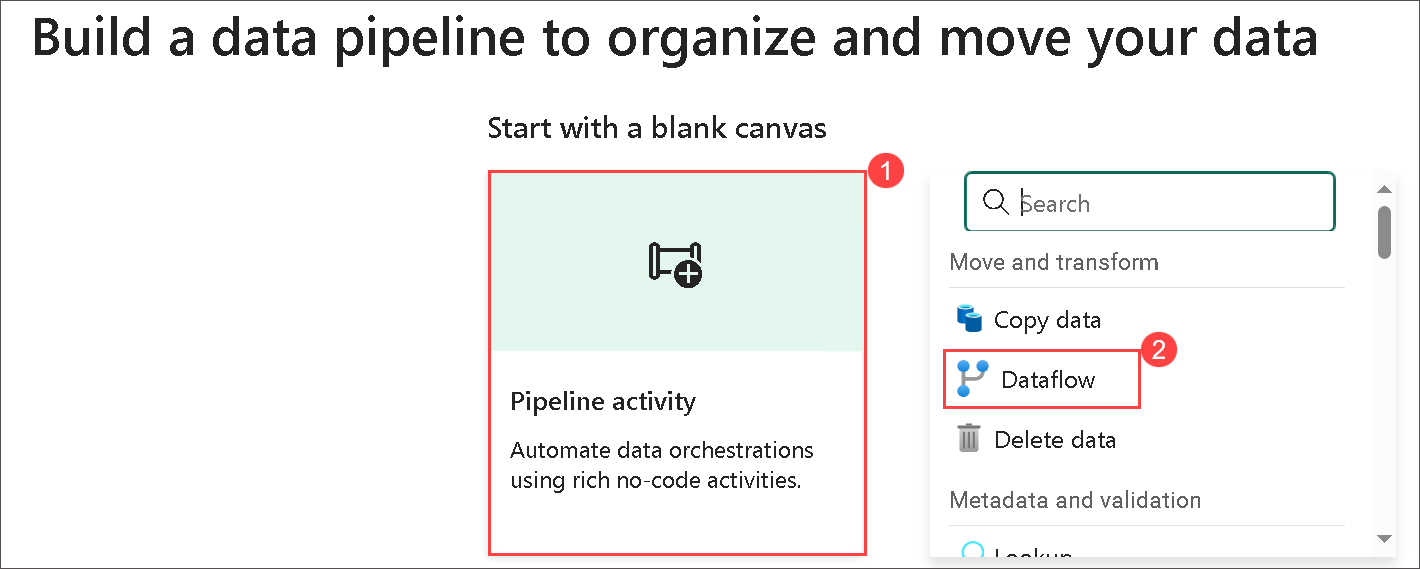 Build a data pipeline to organize and move your data
Start with a blank canvas
1
Pipeline activity
Automate data orchestrations
using rich no-code activities.
Search
Move and transform
Copy data
Dataflow
2
Delete data
Metadata and validation
Lookup